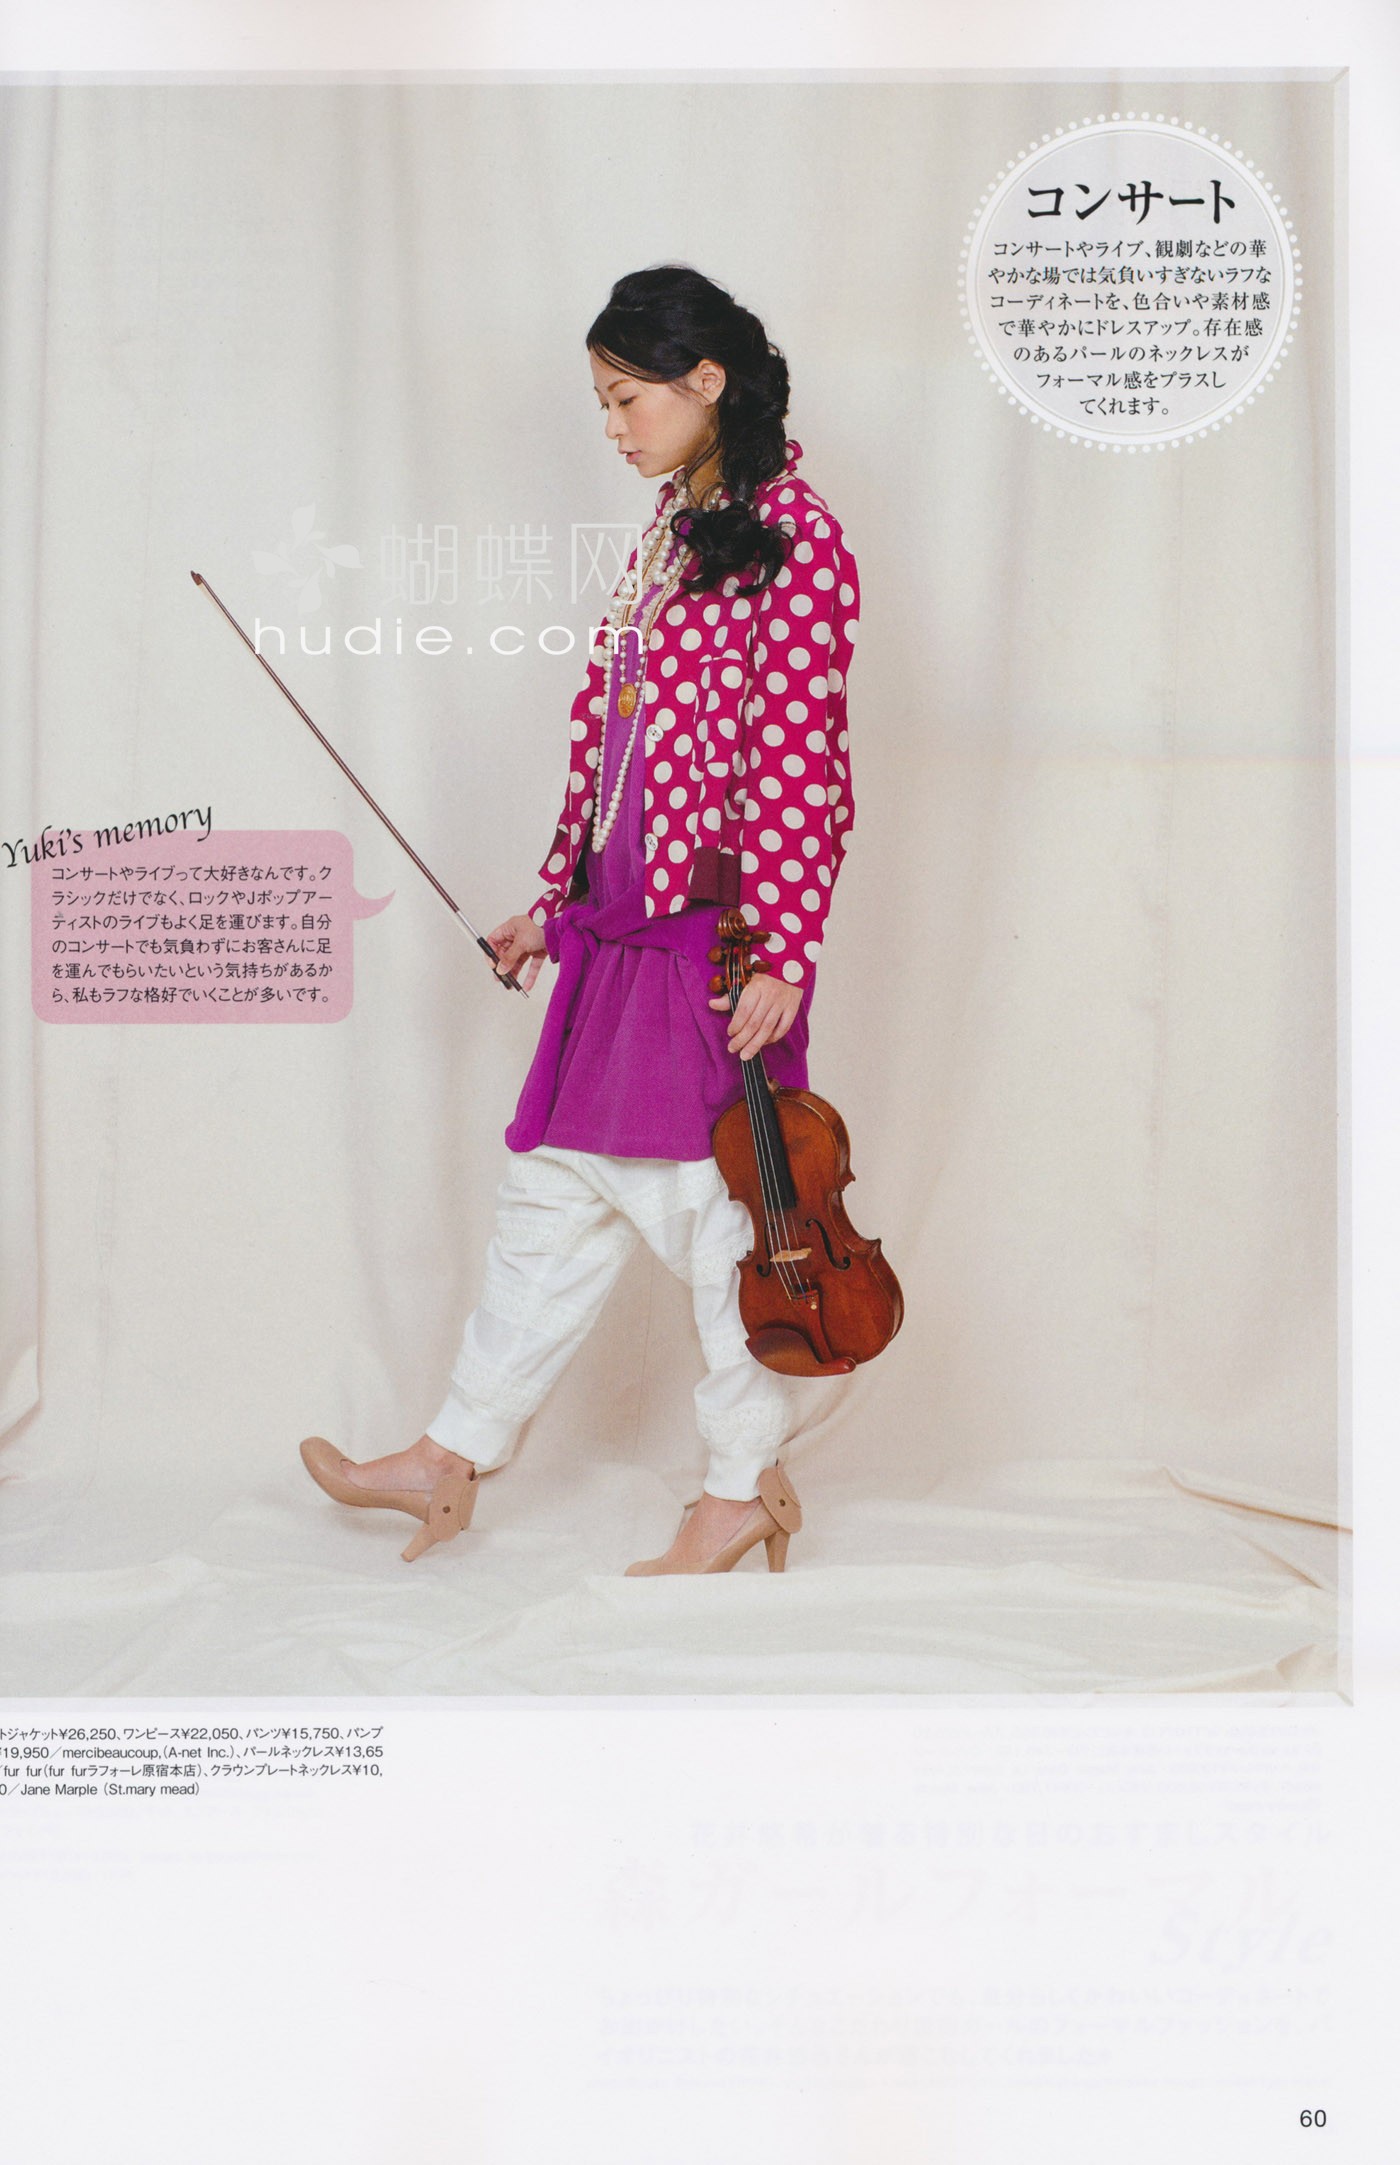 コンサート
コンサートやライブ、観劇などの華
やかな場では気負いすぎないラフな
コーディネートを、色合いや素材感
で華やかにドレスアップ。存在感
のあるパールのネックレスが
フォーマル感をプラスし
てくれます。
蝴蝶网
hudie.com
Yuki's memory
コンサートやライブって大好きなんです。ク
ラシックだけでなく、ロックやJポップアー
ティストのライブもよく足を運びます。自分
のコンサートでも気負わずにお客さんに足
を運んでもらいたいという気持ちがあるか
ら、私もラフな格好でいくことが多いです。
トジャケット¥26,250、ワンピース¥22,050、パンツ¥15,750、パンプ
¥19,950／mercibeaucoup,（A-net Inc.）、パールネックレス¥13,65
／fur fur（fur furラフォーレ原宿本店）、クラウンプレートネックレス¥10,
0／Jane Marple （St.mary mead）
60